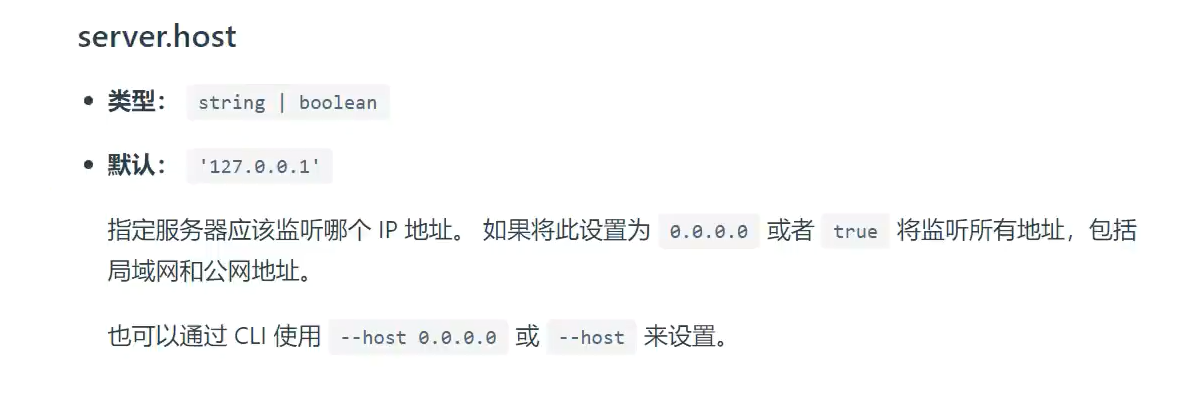 server.host
类型： string | boolean
默认： '127.0.0.1'
指定服务器应该监听哪个 IP 地址。 如果将此设置为 0.0.0.0 或者 true 将监听所有地址，包括
局域网和公网地址。
也可以通过 CLI 使用 --host 0.0.0.0 或 --host 来设置。